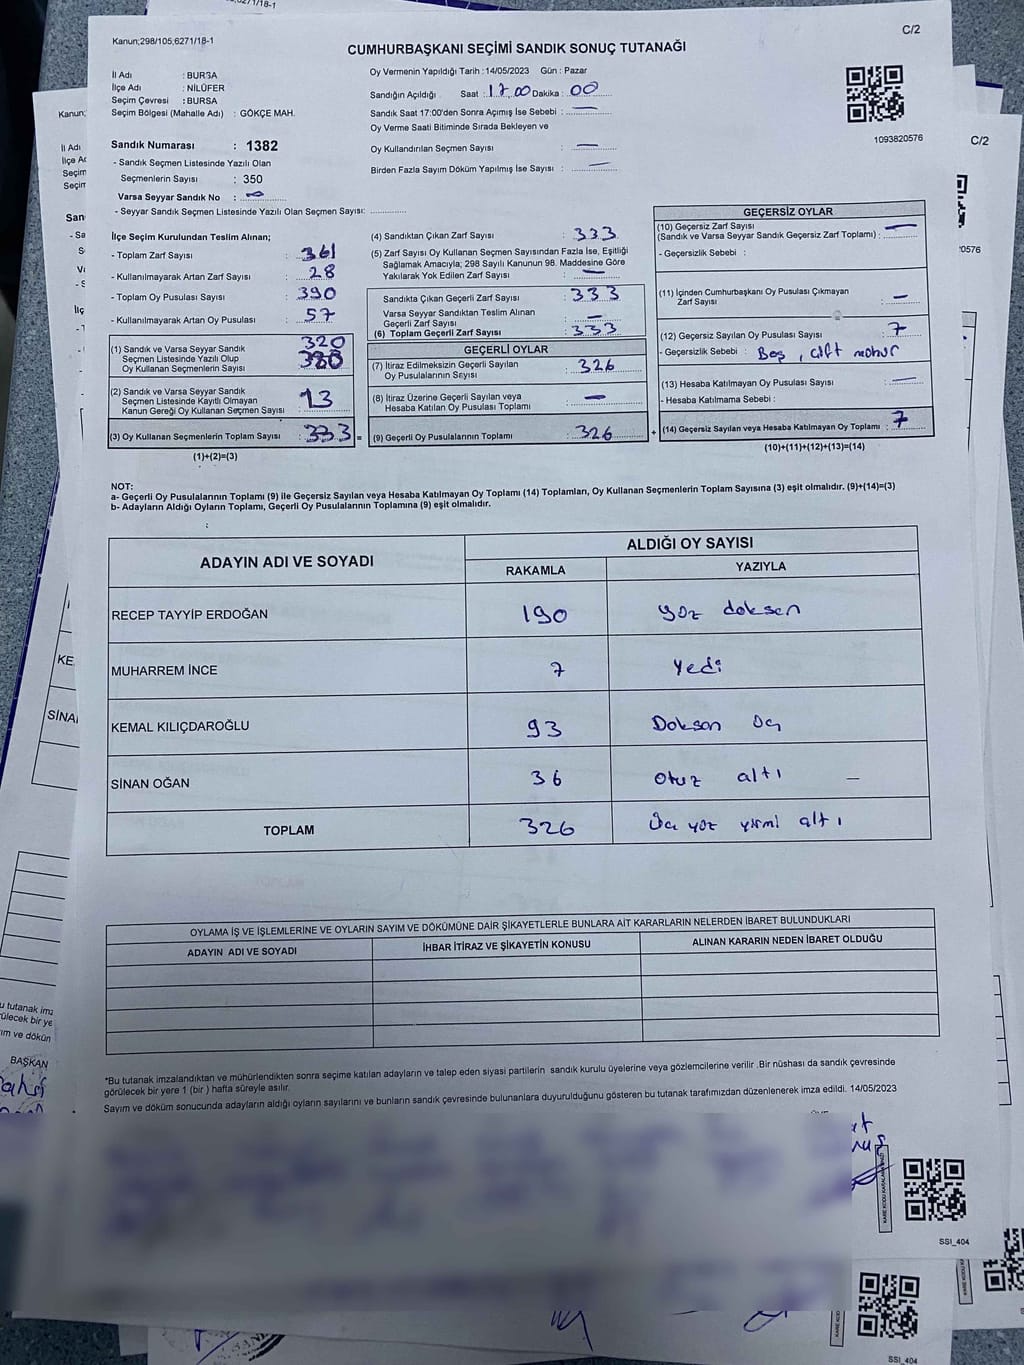 Kanun;298/105,6271/18-1
C/2
CUMHURBAŞKANI SEÇİMİ SANDIK SONUÇ TUTANAĞI
İl Adı : BURSA
İlçe Adı : NİLÜFER
Seçim Çevresi : BURSA
Seçim Bölgesi (Mahalle Adı) : GÖKÇE MAH.
Oy Vermenin Yapıldığı Tarih :14/05/2023 Gün : Pazar
Sandığın Açıldığı Saat : 17.00 Dakika : 00
Sandık Saat 17:00'den Sonra Açımış İse Sebebi : —
Oy Verme Saati Bitiminde Sırada Bekleyen ve
Oy Kullandırılan Seçmen Sayısı : —
Birden Fazla Sayım Döküm Yapılmış İse Sayısı : —
1093820576
Sandık Numarası : 1382
- Sandık Seçmen Listesinde Yazılı Olan
Seçmenlerin Sayısı : 350
Varsa Seyyar Sandık No :
- Seyyar Sandık Seçmen Listesinde Yazılı Olan Seçmen Sayısı: ..............
İlçe Seçim Kurulundan Teslim Alınan;
- Toplam Zarf Sayısı : 361
- Kullanılmayarak Artan Zarf Sayısı : 28
- Toplam Oy Pusulası Sayısı : 390
- Kullanılmayarak Artan Oy Pusulası : 57
(1) Sandık ve Varsa Seyyar Sandık
Seçmen Listesinde Yazılı Olup
Oy Kullanan Seçmenlerin Sayısı : 320
(2) Sandık ve Varsa Seyyar Sandık
Seçmen Listesinde Kayıtlı Olmayan
Kanun Gereği Oy Kullanan Seçmen Sayısı : 13
(3) Oy Kullanan Seçmenlerin Toplam Sayısı : 333 =
(1)+(2)=(3)
(4) Sandıktan Çıkan Zarf Sayısı : 333
(5) Zarf Sayısı Oy Kullanan Seçmen Sayısından Fazla İse, Eşitliği
Sağlamak Amacıyla; 298 Sayılı Kanunun 98. Maddesine Göre
Yakılarak Yok Edilen Zarf Sayısı : —
Sandıkta Çıkan Geçerli Zarf Sayısı : 333
Varsa Seyyar Sandıktan Teslim Alınan
Geçerli Zarf Sayısı : —
(6) Toplam Geçerli Zarf Sayısı : 333
GEÇERLİ OYLAR
(7) İtiraz Edilmeksizin Geçerli Sayılan
Oy Pusulalarının Sayısı : 326
(8) İtiraz Üzerine Geçerli Sayılan veya
Hesaba Katılan Oy Pusulası Toplamı : —
(9) Geçerli Oy Pusulalarının Toplamı : 326 +
GEÇERSİZ OYLAR
(10) Geçersiz Zarf Sayısı
(Sandık ve Varsa Seyyar Sandık Geçersiz Zarf Toplamı) : —
- Geçersizlik Sebebi :
(11) İçinden Cumhurbaşkanı Oy Pusulası Çıkmayan
Zarf Sayısı : —
(12) Geçersiz Sayılan Oy Pusulası Sayısı : 7
- Geçersizlik Sebebi : Boş, çift mühür
(13) Hesaba Katılmayan Oy Pusulası Sayısı : —
- Hesaba Katılmama Sebebi :
(14) Geçersiz Sayılan veya Hesaba Katılmayan Oy Toplamı : 7
(10)+(11)+(12)+(13)=(14)
NOT:
a- Geçerli Oy Pusulalarının Toplamı (9) ile Geçersiz Sayılan veya Hesaba Katılmayan Oy Toplamı (14) Toplamları, Oy Kullanan Seçmenlerin Toplam Sayısına (3) eşit olmalıdır. (9)+(14)=(3)
b- Adayların Aldığı Oyların Toplamı, Geçerli Oy Pusulalarının Toplamına (9) eşit olmalıdır.
ADAYIN ADI VE SOYADI
ALDIĞI OY SAYISI
RAKAMLA YAZIYLA
RECEP TAYYİP ERDOĞAN 190 yüz doksan
MUHARREM İNCE 7 Yedi
KEMAL KILIÇDAROĞLU 93 Doksan üç
SİNAN OĞAN 36 otuz altı —
TOPLAM 326 Üç yüz yirmi altı
OYLAMA İŞ VE İŞLEMLERİNE VE OYLARIN SAYIM VE DÖKÜMÜNE DAİR ŞİKAYETLERLE BUNLARA AİT KARARLARIN NELERDEN İBARET BULUNDUKLARI
ADAYIN ADI VE SOYADI İHBAR İTİRAZ VE ŞİKAYETİN KONUSU ALINAN KARARIN NEDEN İBARET OLDUĞU
*Bu tutanak imzalandıktan ve mühürlendikten sonra seçime katılan adayların ve talep eden siyasi partilerin sandık kurulu üyelerine veya gözlemcilerine verilir .Bir nüshası da sandık çevresinde
görülecek bir yere 1 (bir ) hafta süreyle asılır.
Sayım ve döküm sonucunda adayların aldığı oyların sayılarını ve bunların sandık çevresinde bulunanlara duyurulduğunu gösteren bu tutanak tarafımızdan düzenlenerek imza edildi. 14/05/2023
SSI_404
C/2
BAŞKAN
SSI_404